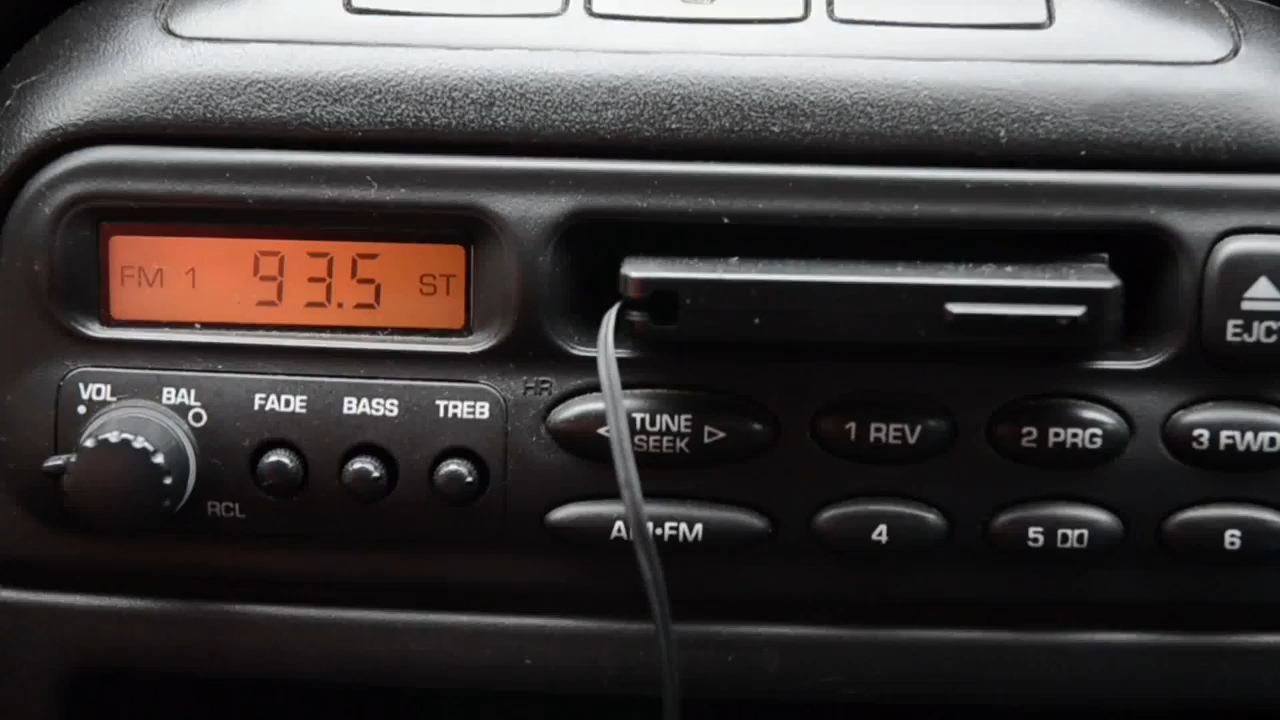 FM 1 93.5 ST
EJC
VOL BAL FADE BASS TREB
HR
TUNE
SEEK
1 REV 2 PRG 3 FWD
RCL
AM•FM 4 5 6